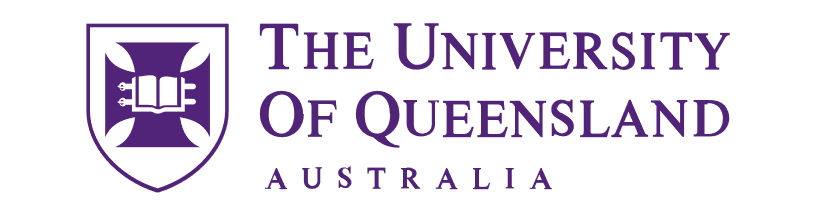 THE UNIVERSITY
OF QUEENSLAND
AUSTRALIA